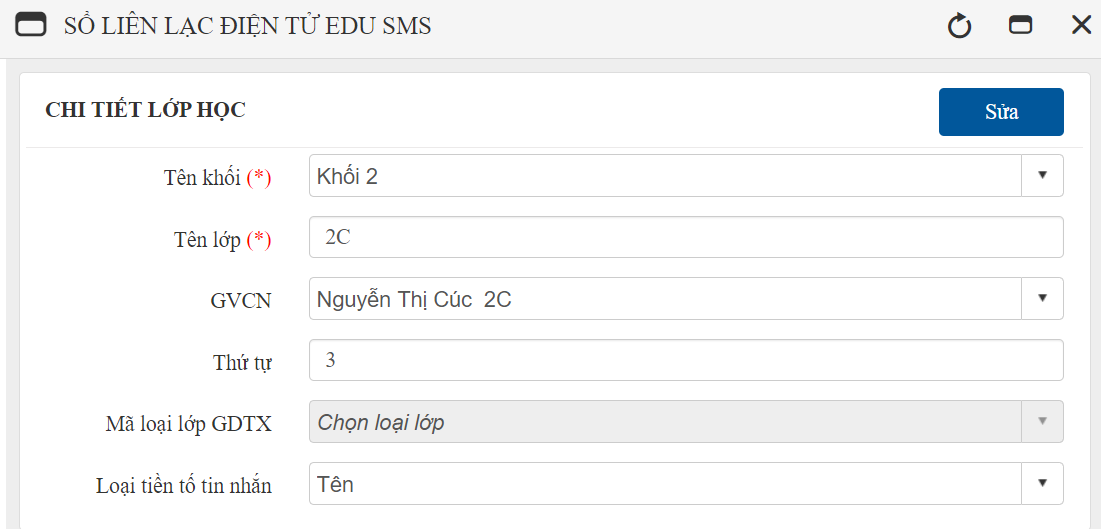 SỔ LIÊN LẠC ĐIỆN TỬ EDU SMS
CHI TIẾT LỚP HỌC
Sửa
Tên khối (*) Khối 2
Tên lớp (*) 2C
GVCN Nguyễn Thị Cúc 2C
Thứ tự 3
Mã loại lớp GDTX Chọn loại lớp
Loại tiền tố tin nhắn Tên